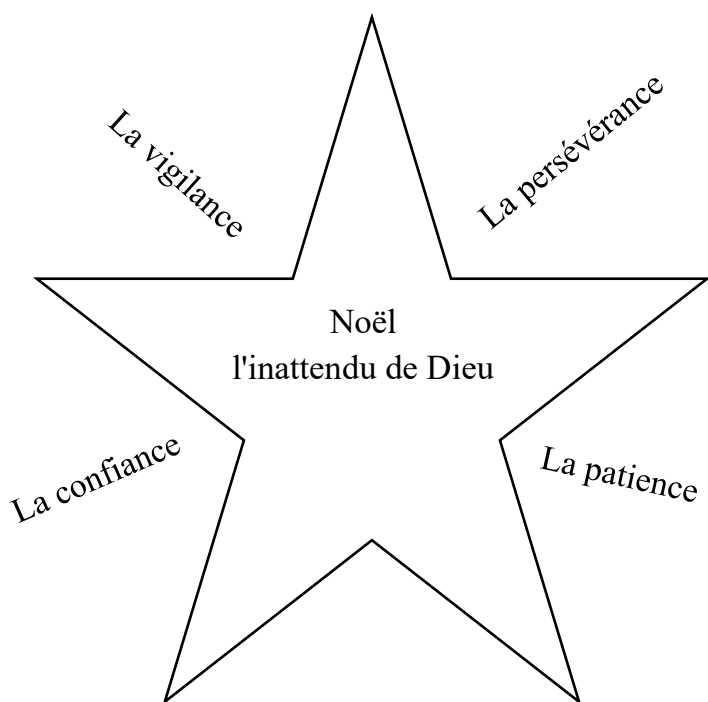 La vigilance
La persévérance
Noël
l'inattendu de Dieu
La confiance
La patience